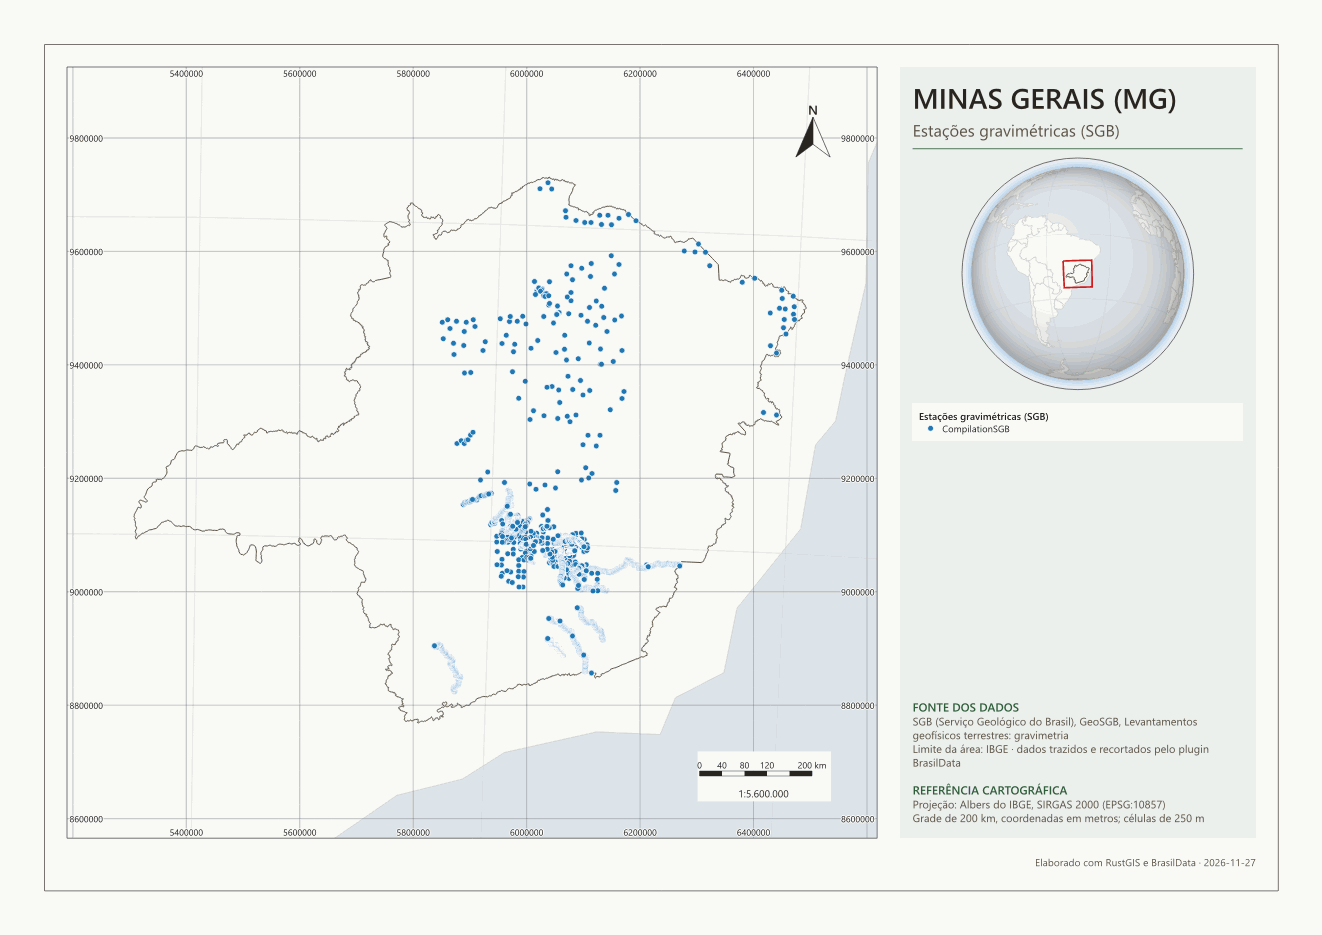 5400000 5600000 5800000 6000000 6200000 6400000
N
9800000 9800000
9600000 9600000
9400000 9400000
9200000 9200000
9000000 9000000
8800000 8800000
8600000 8600000
0 40 80 120 200 km
1:5.600.000
5400000 5600000 5800000 6000000 6200000 6400000
MINAS GERAIS (MG)
Estações gravimétricas (SGB)
Estações gravimétricas (SGB)
CompilationSGB
FONTE DOS DADOS
SGB (Serviço Geológico do Brasil), GeoSGB, Levantamentos
geofísicos terrestres: gravimetria
Limite da área: IBGE · dados trazidos e recortados pelo plugin
BrasilData
REFERÊNCIA CARTOGRÁFICA
Projeção: Albers do IBGE, SIRGAS 2000 (EPSG:10857)
Grade de 200 km, coordenadas em metros; células de 250 m
Elaborado com RustGIS e BrasilData · 2026-11-27